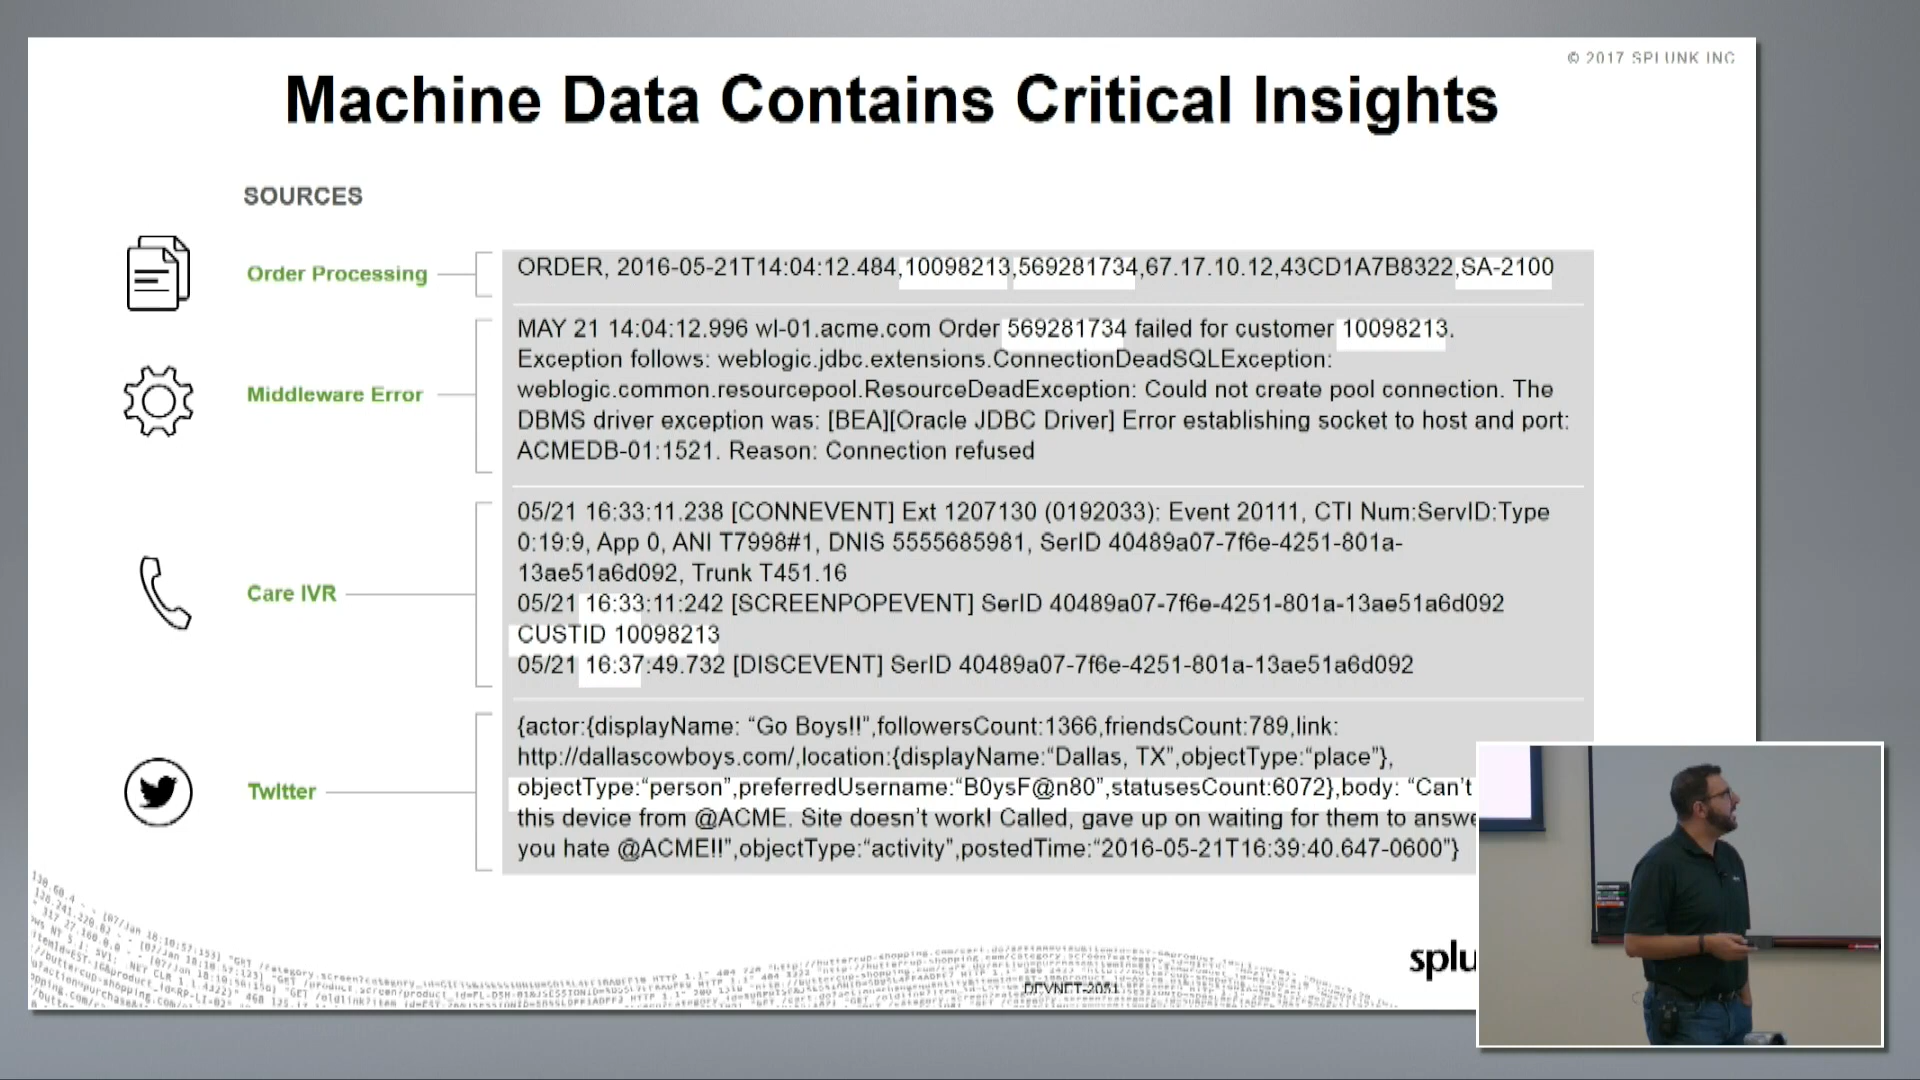 © 2017 SPLUNK INC
Machine Data Contains Critical Insights
SOURCES
Order Processing
ORDER, 2016-05-21T14:04:12.484,10098213,569281734,67.17.10.12,43CD1A7B8322,SA-2100
Middleware Error
MAY 21 14:04:12.996 wl-01.acme.com Order 569281734 failed for customer 10098213.
Exception follows: weblogic.jdbc.extensions.ConnectionDeadSQLException:
weblogic.common.resourcepool.ResourceDeadException: Could not create pool connection. The
DBMS driver exception was: [BEA][Oracle JDBC Driver] Error establishing socket to host and port:
ACMEDB-01:1521. Reason: Connection refused
Care IVR
05/21 16:33:11.238 [CONNEVENT] Ext 1207130 (0192033): Event 20111, CTI Num:ServID:Type
0:19:9, App 0, ANI T7998#1, DNIS 5555685981, SerID 40489a07-7f6e-4251-801a-
13ae51a6d092, Trunk T451.16
05/21 16:33:11:242 [SCREENPOPEVENT] SerID 40489a07-7f6e-4251-801a-13ae51a6d092
CUSTID 10098213
05/21 16:37:49.732 [DISCEVENT] SerID 40489a07-7f6e-4251-801a-13ae51a6d092
Twitter
{actor:{displayName: “Go Boys!!”,followersCount:1366,friendsCount:789,link:
http://dallascowboys.com/,location:{displayName:“Dallas, TX”,objectType:“place”},
objectType:“person”,preferredUsername:“B0ysF@n80”,statusesCount:6072},body: “Can’t
this device from @ACME. Site doesn’t work! Called, gave up on waiting for them to answe
you hate @ACME!!”,objectType:“activity”,postedTime:“2016-05-21T16:39:40.647-0600”}
splu
DEVNET-2051